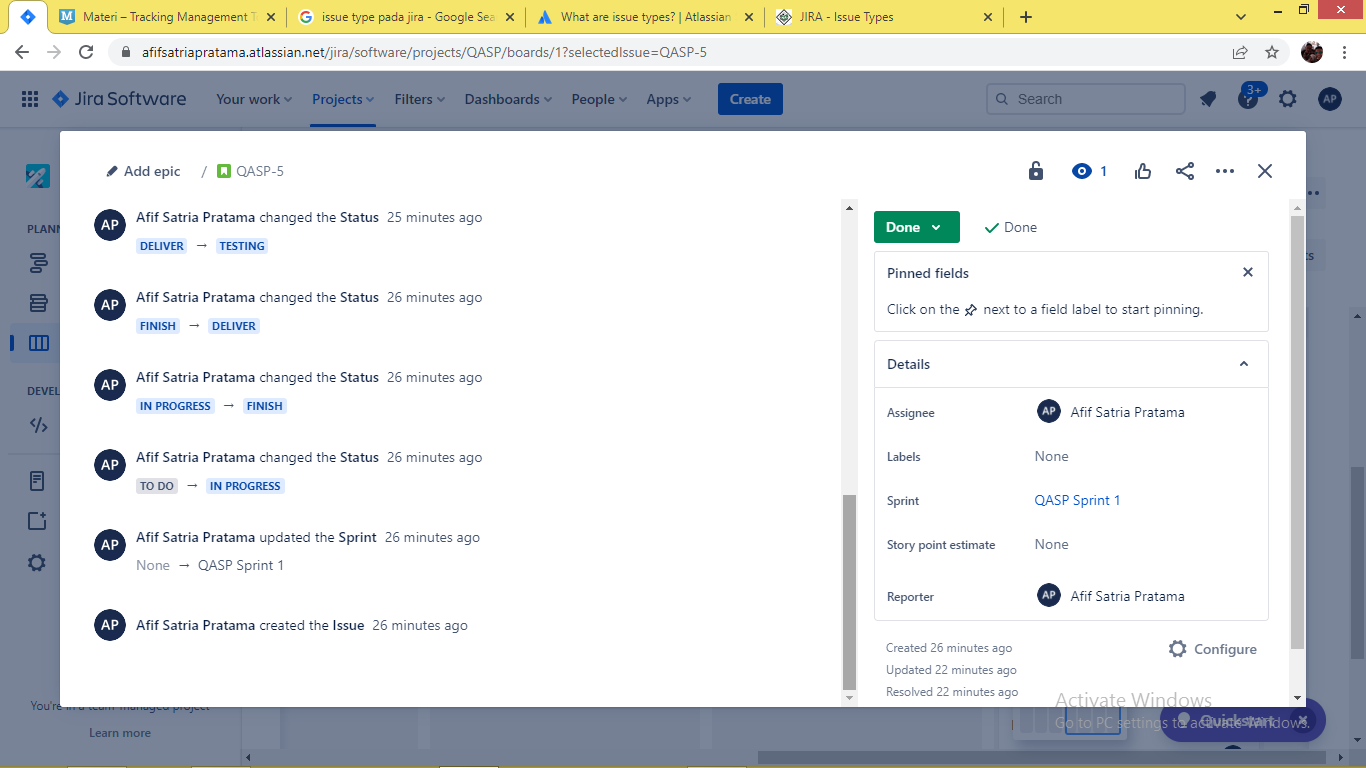 Materi – Tracking Management T
issue type pada jira - Google Sea
What are issue types? | Atlassian
JIRA - Issue Types
afifsatriapratama.atlassian.net/jira/software/projects/QASP/boards/1?selectedIssue=QASP-5
Jira Software
Your work
Projects
Filters
Dashboards
People
Apps
Create
Search
3+
AP
Add epic
/
QASP-5
1
PLANN
DEVEL
AP
Afif Satria Pratama changed the Status 25 minutes ago
DELIVER → TESTING
AP
Afif Satria Pratama changed the Status 26 minutes ago
FINISH → DELIVER
AP
Afif Satria Pratama changed the Status 26 minutes ago
IN PROGRESS → FINISH
AP
Afif Satria Pratama changed the Status 26 minutes ago
TO DO → IN PROGRESS
AP
Afif Satria Pratama updated the Sprint 26 minutes ago
None → QASP Sprint 1
AP
Afif Satria Pratama created the Issue 26 minutes ago
Done
Done
Pinned fields
Click on the next to a field label to start pinning.
Details
Assignee
AP Afif Satria Pratama
Labels
None
Sprint
QASP Sprint 1
Story point estimate
None
Reporter
AP Afif Satria Pratama
Created 26 minutes ago
Configure
Updated 22 minutes ago
Resolved 22 minutes ago
You're in a team-managed project
Learn more
Quickstart
Activate Windows
Go to PC settings to activate Windows.